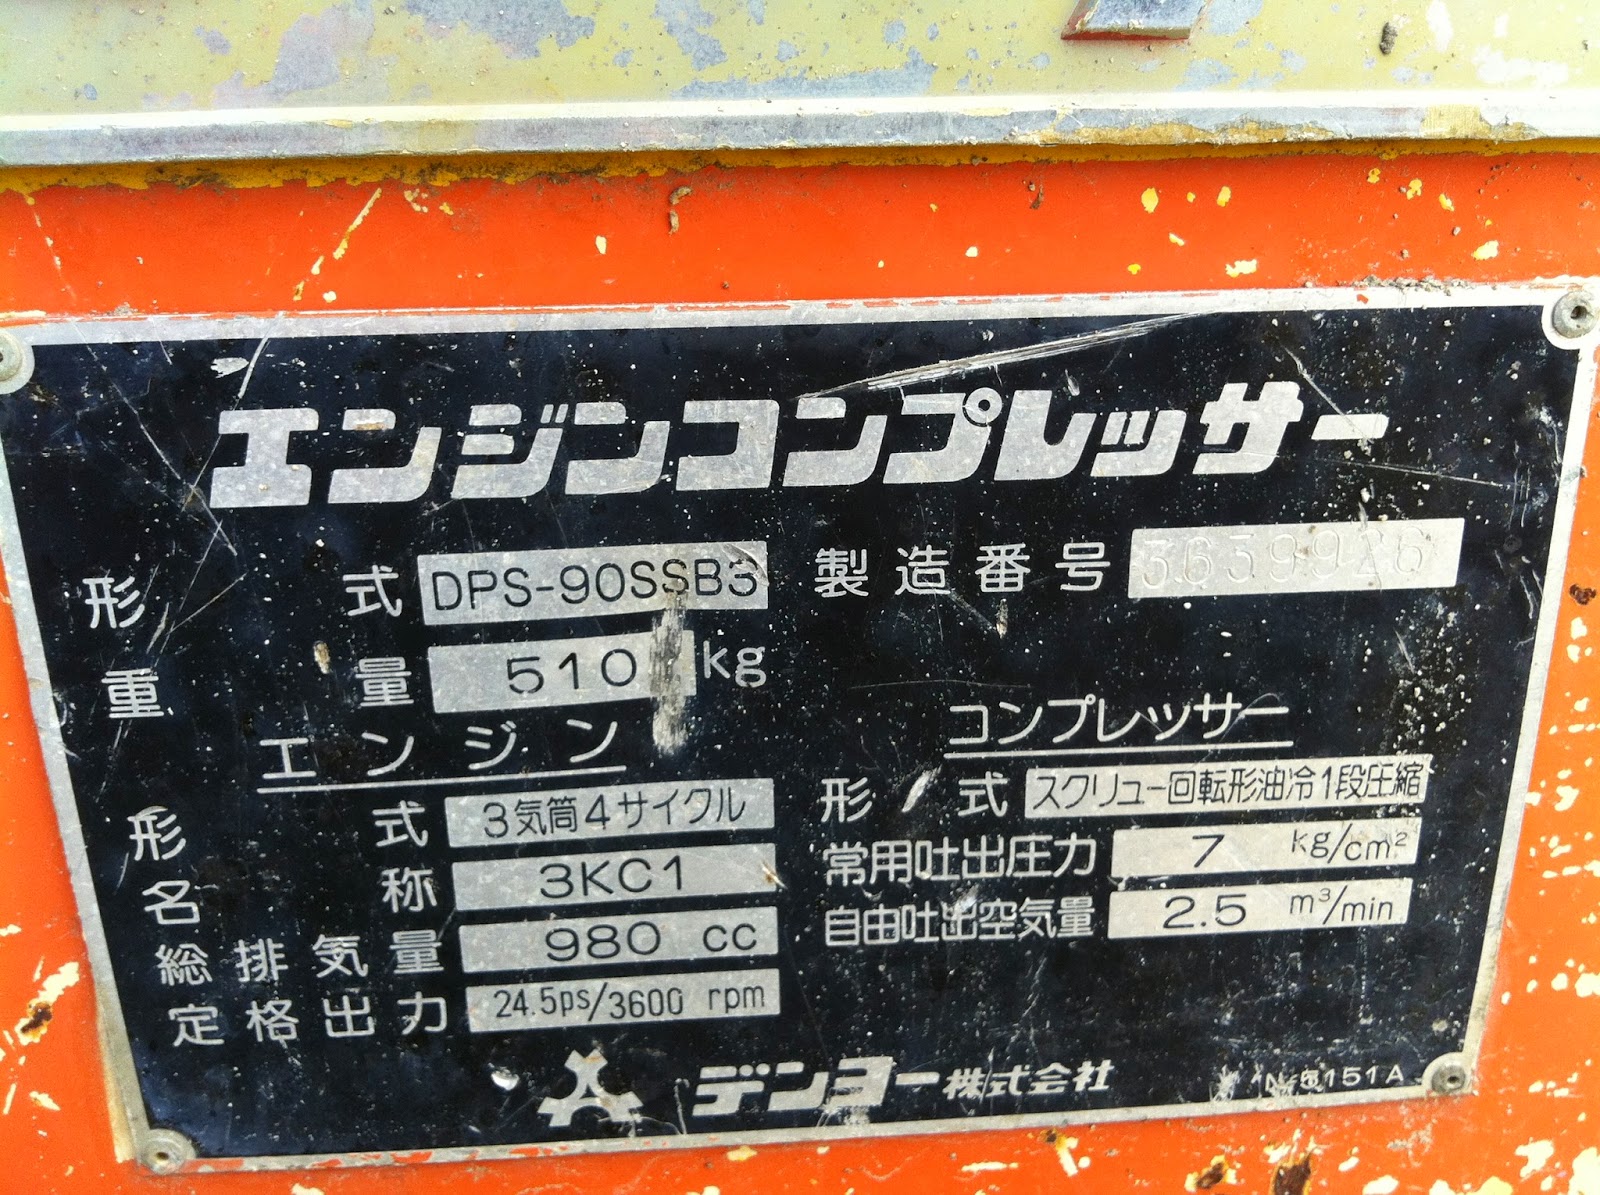 エンジンコンプレッサー
形式 DPS-90SSB3 製造番号 3639926
重量 510 kg
エンジン
形式 3気筒4サイクル
名称 3KC1
総排気量 980 cc
定格出力 24.5ps/3600 rpm
コンプレッサー
形式 スクリュー回転形油冷1段圧縮
常用吐出圧力 7 kg/cm²
自由吐出空気量 2.5 m³/min
デンヨー株式会社